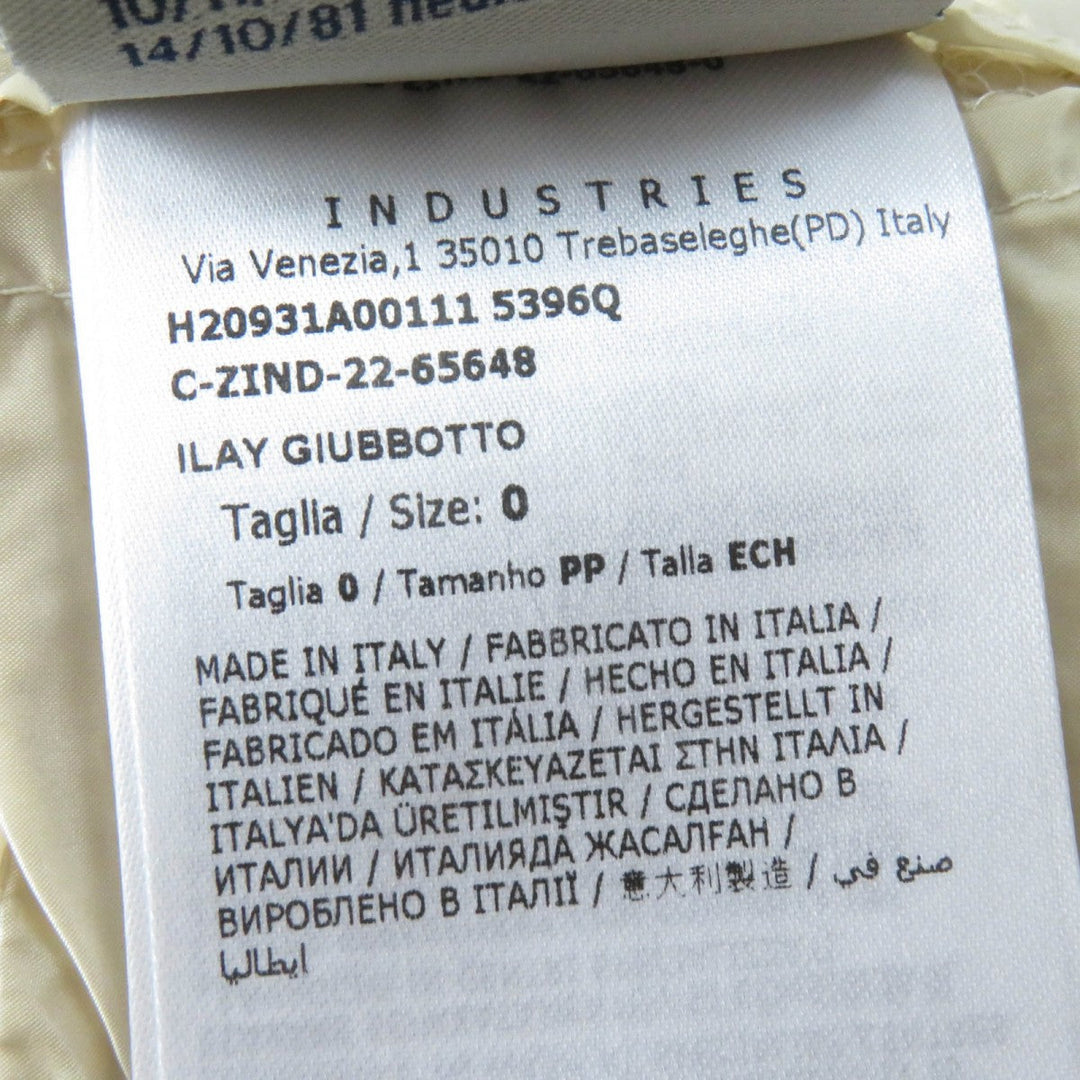 14/10/81
INDUSTRIES
Via Venezia,1 35010 Trebaseleghe(PD) Italy
H20931A00111 5396Q
C-ZIND-22-65648
ILAY GIUBBOTTO
Taglia / Size: 0
Taglia 0 / Tamanho PP / Talla ECH
MADE IN ITALY / FABBRICATO IN ITALIA /
FABRIQUÉ EN ITALIE / HECHO EN ITALIA /
FABRICADO EM ITÁLIA / HERGESTELLT IN
ITALIEN / ΚΑΤΑΣΚΕΥΑΖΕΤΑΙ ΣΤΗΝ ΙΤΑΛΙΑ /
ITALYA'DA ÜRETILMIŞTIR / СДЕЛАНО В
ИТАЛИИ / ИТАЛИЯДА ЖАСАЛҒАН /
ВИРОБЛЕНО В ІТАЛІЇ / 意大利製造 / صنع في
ايطاليا